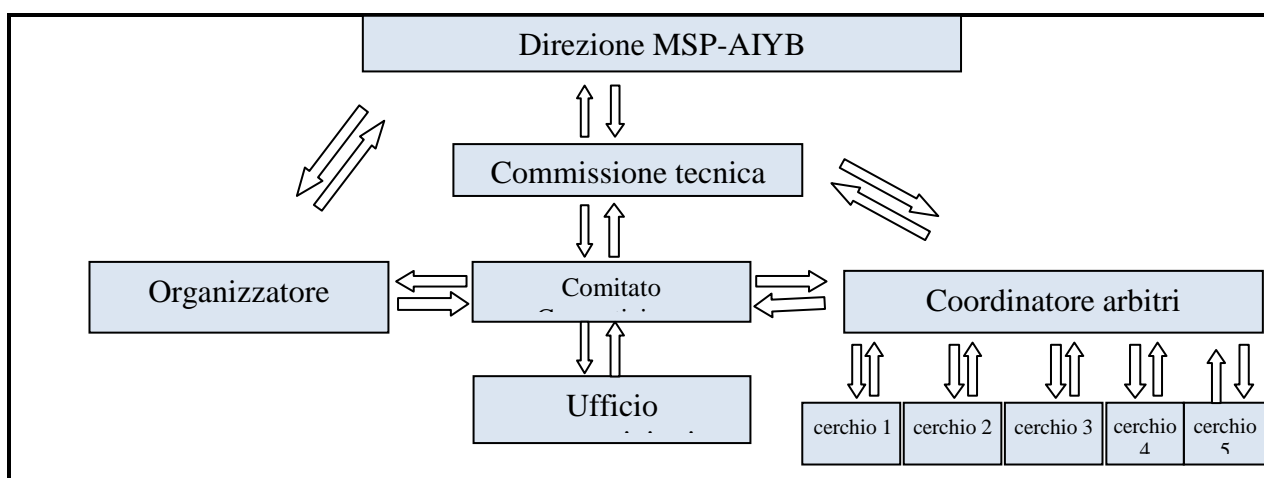 Direzione MSP-AIYB
Commissione tecnica
Organizzatore
Comitato
Coordinatore arbitri
Ufficio
cerchio 1
cerchio 2
cerchio 3
cerchio
4
cerchio
5